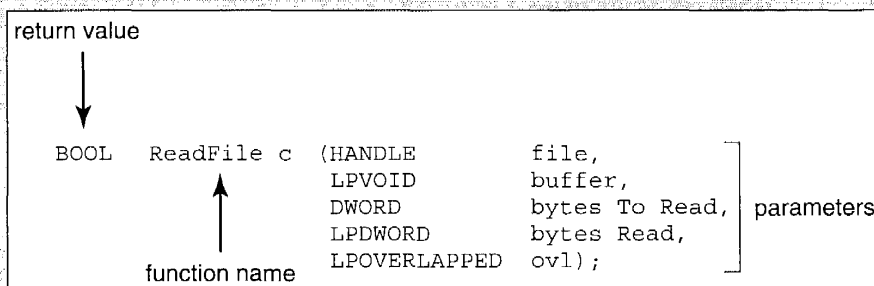 return value
BOOL ReadFile c (HANDLE file,
LPVOID buffer,
DWORD bytes To Read,
LPDWORD bytes Read,
LPOVERLAPPED ovl);
parameters
function name